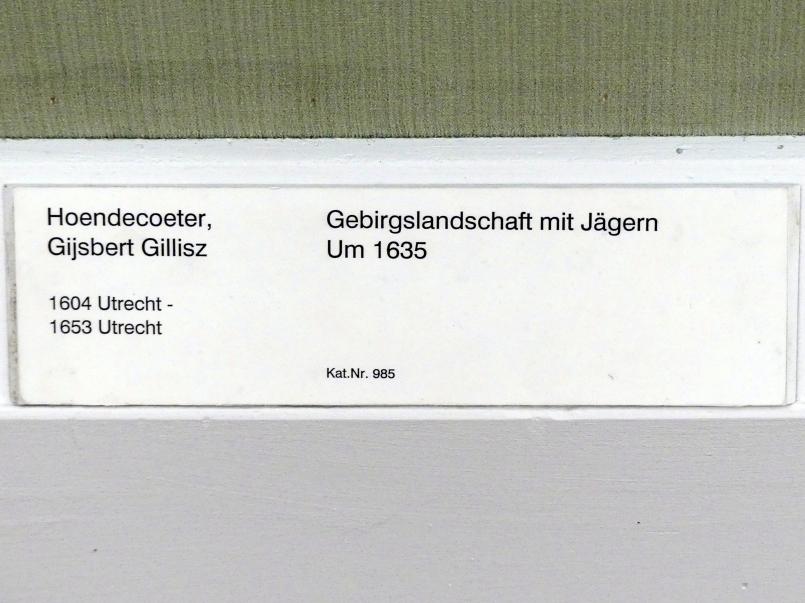 Hoendecoeter,
Gijsbert Gillisz
1604 Utrecht -
1653 Utrecht
Gebirgslandschaft mit Jägern
Um 1635
Kat.Nr. 985